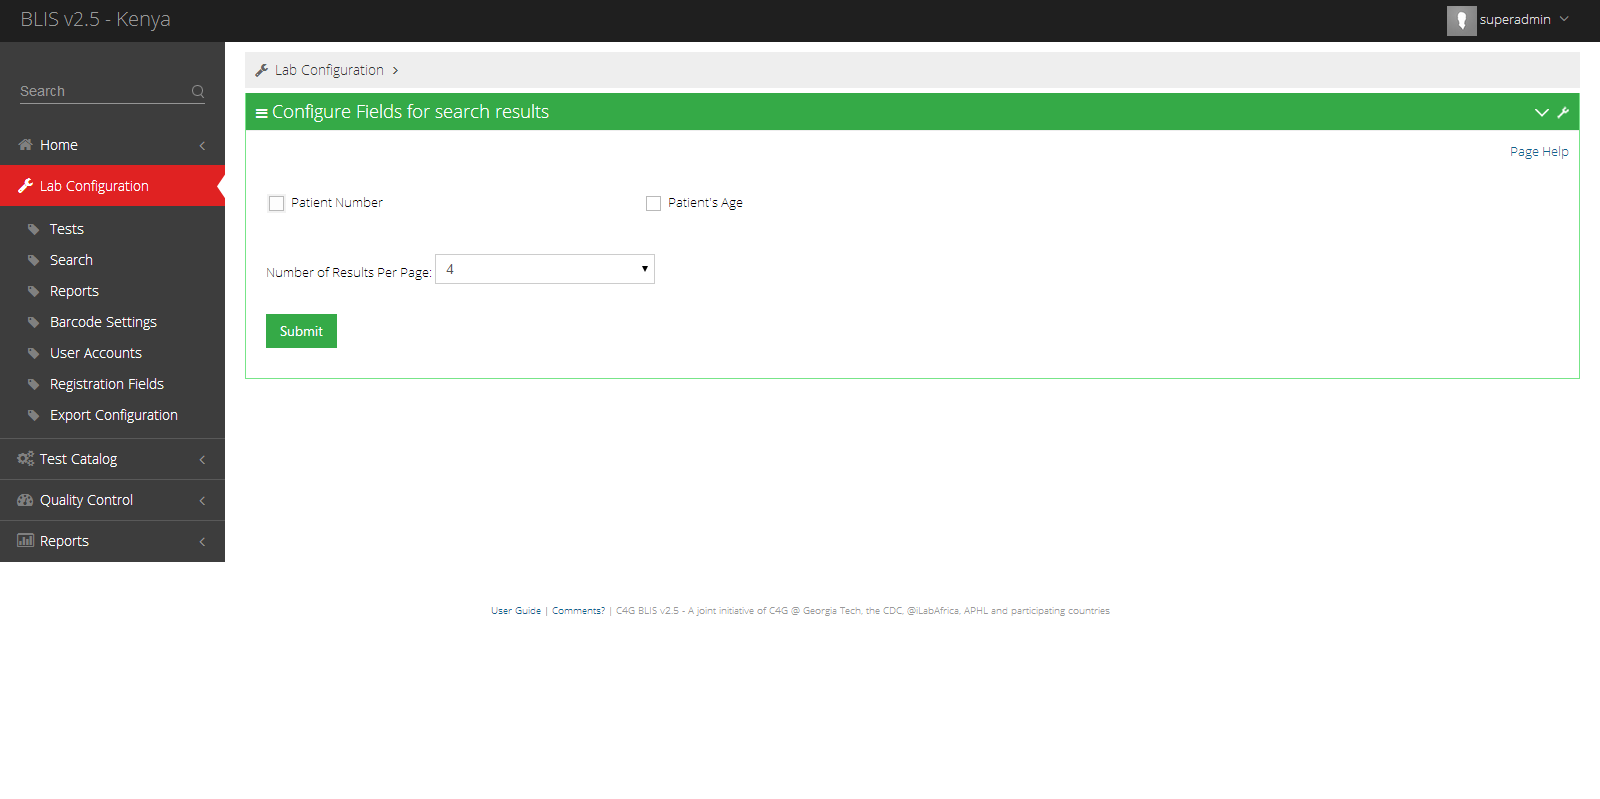 BLIS v2.5 - Kenya
superadmin
Search
Home
Lab Configuration
Tests
Search
Reports
Barcode Settings
User Accounts
Registration Fields
Export Configuration
Test Catalog
Quality Control
Reports
Lab Configuration
Configure Fields for search results
Page Help
Patient Number Patient's Age
Number of Results Per Page: 4
Submit
User Guide | Comments? | C4G BLIS v2.5 - A joint initiative of C4G @ Georgia Tech, the CDC, @iLabAfrica, APHL and participating countries